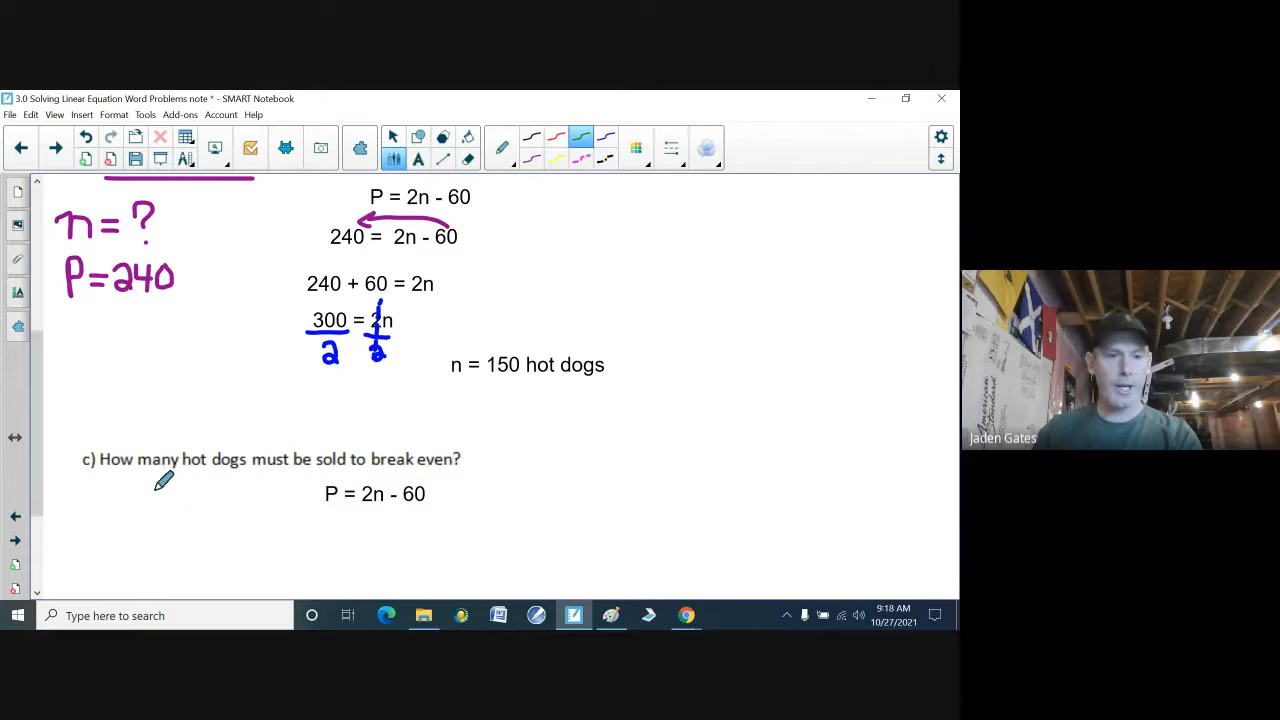 3.0 Solving Linear Equation Word Problems note * - SMART Notebook
File Edit View Insert Format Tools Add-ons Account Help
P = 2n - 60
n = ?
240 = 2n - 60
P = 240
240 + 60 = 2n
300 = 2n
2 2
n = 150 hot dogs
Jaden Gates
c) How many hot dogs must be sold to break even?
P = 2n - 60
Type here to search
9:18 AM
10/27/2021